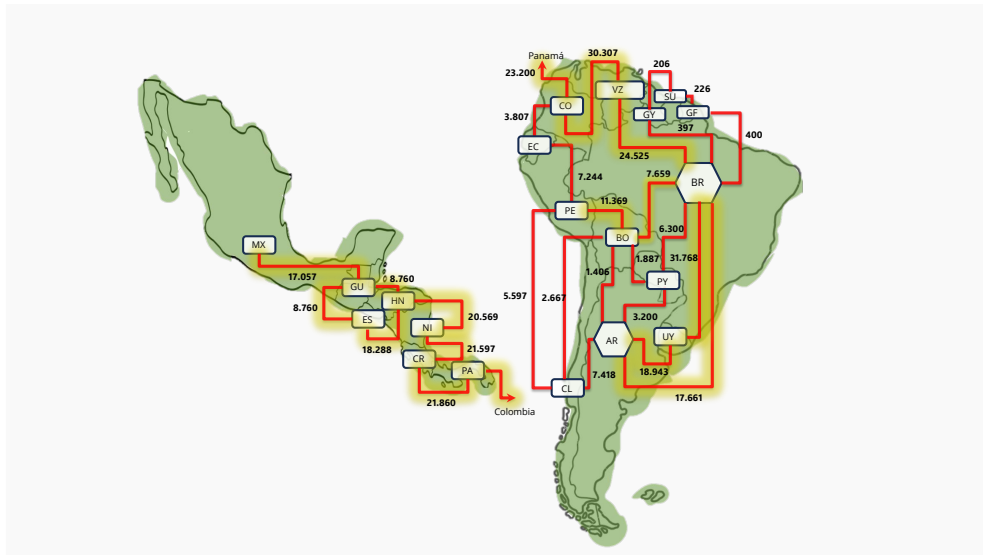 MX
17.057
GU
8.760
HN
8.760
ES
20.569
NI
18.288
21.597
CR
PA
21.860
Colombia
Panamá
30.307
23.200
206
VZ
SU
226
CO
GY
GF
3.807
397
400
EC
24.525
7.244
7.659
BR
11.369
PE
BO
6.300
1.887
31.768
1.406
PY
5.597
2.667
3.200
AR
UY
7.418
18.943
CL
17.661